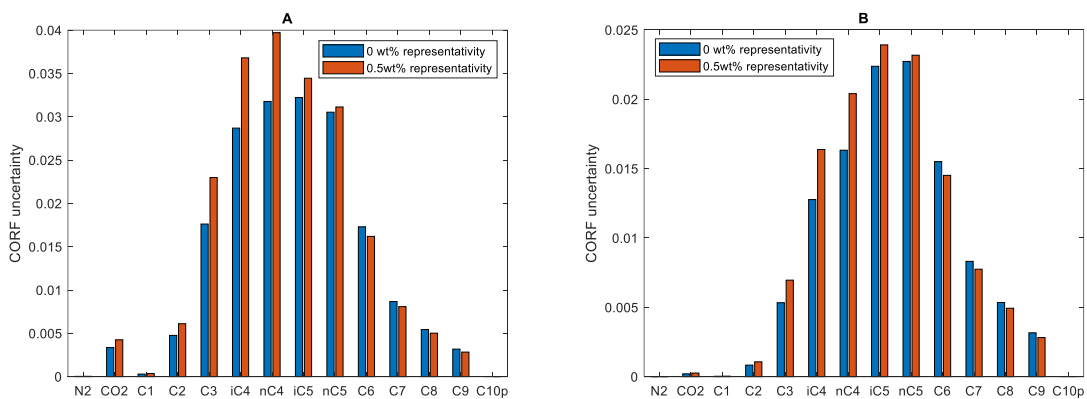 A
CORF uncertainty
0.04
0.035
0.03
0.025
0.02
0.015
0.01
0.005
0
0 wt% representativity
0.5wt% representativity
N2 CO2 C1 C2 C3 iC4 nC4 iC5 nC5 C6 C7 C8 C9 C10p
B
CORF uncertainty
0.025
0.02
0.015
0.01
0.005
0
0 wt% representativity
0.5wt% representativity
N2 CO2 C1 C2 C3 iC4 nC4 iC5 nC5 C6 C7 C8 C9 C10p